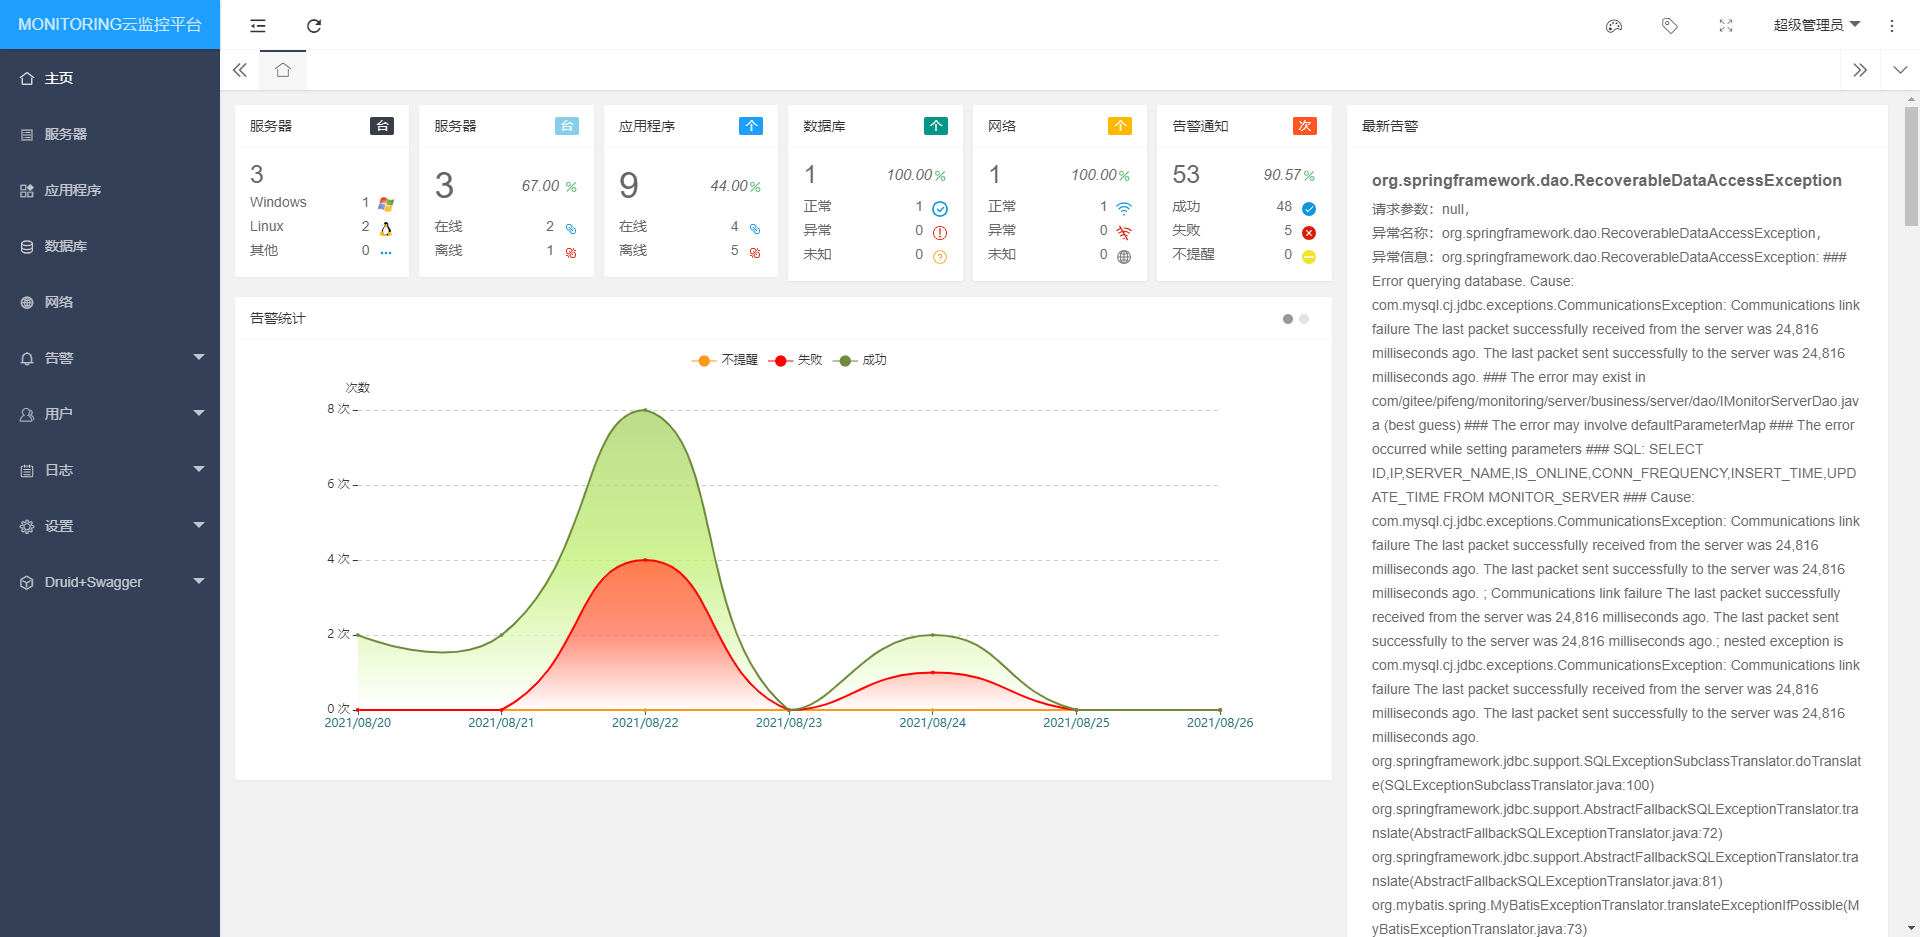 MONITORING云监控平台
超级管理员
主页
服务器
应用程序
数据库
网络
告警
用户
日志
设置
Druid+Swagger
服务器 台
3
Windows 1
Linux 2
其他 0
服务器 台
3 67.00 %
在线 2
离线 1
应用程序 个
9 44.00%
在线 4
离线 5
数据库 个
1 100.00%
正常 1
异常 0
未知 0
网络 个
1 100.00%
正常 1
异常 0
未知 0
告警通知 次
53 90.57%
成功 48
失败 5
不提醒 0
告警统计
不提醒 失败 成功
次数
8 次
6 次
4 次
2 次
0 次
2021/08/20 2021/08/21 2021/08/22 2021/08/23 2021/08/24 2021/08/25 2021/08/26
最新告警
org.springframework.dao.RecoverableDataAccessException
请求参数：null，
异常名称：org.springframework.dao.RecoverableDataAccessException，
异常信息：org.springframework.dao.RecoverableDataAccessException: ###
Error querying database. Cause:
com.mysql.cj.jdbc.exceptions.CommunicationsException: Communications link
failure The last packet successfully received from the server was 24,816
milliseconds ago. The last packet sent successfully to the server was 24,816
milliseconds ago. ### The error may exist in
com/gitee/pifeng/monitoring/server/business/server/dao/IMonitorServerDao.jav
a (best guess) ### The error may involve defaultParameterMap ### The error
occurred while setting parameters ### SQL: SELECT
ID,IP,SERVER_NAME,IS_ONLINE,CONN_FREQUENCY,INSERT_TIME,UPD
ATE_TIME FROM MONITOR_SERVER ### Cause:
com.mysql.cj.jdbc.exceptions.CommunicationsException: Communications link
failure The last packet successfully received from the server was 24,816
milliseconds ago. The last packet sent successfully to the server was 24,816
milliseconds ago. ; Communications link failure The last packet successfully
received from the server was 24,816 milliseconds ago. The last packet sent
successfully to the server was 24,816 milliseconds ago.; nested exception is
com.mysql.cj.jdbc.exceptions.CommunicationsException: Communications link
failure The last packet successfully received from the server was 24,816
milliseconds ago. The last packet sent successfully to the server was 24,816
milliseconds ago.
org.springframework.jdbc.support.SQLExceptionSubclassTranslator.doTranslat
e(SQLExceptionSubclassTranslator.java:100)
org.springframework.jdbc.support.AbstractFallbackSQLExceptionTranslator.tra
nslate(AbstractFallbackSQLExceptionTranslator.java:72)
org.springframework.jdbc.support.AbstractFallbackSQLExceptionTranslator.tra
nslate(AbstractFallbackSQLExceptionTranslator.java:81)
org.mybatis.spring.MyBatisExceptionTranslator.translateExceptionIfPossible(M
yBatisExceptionTranslator.java:73)